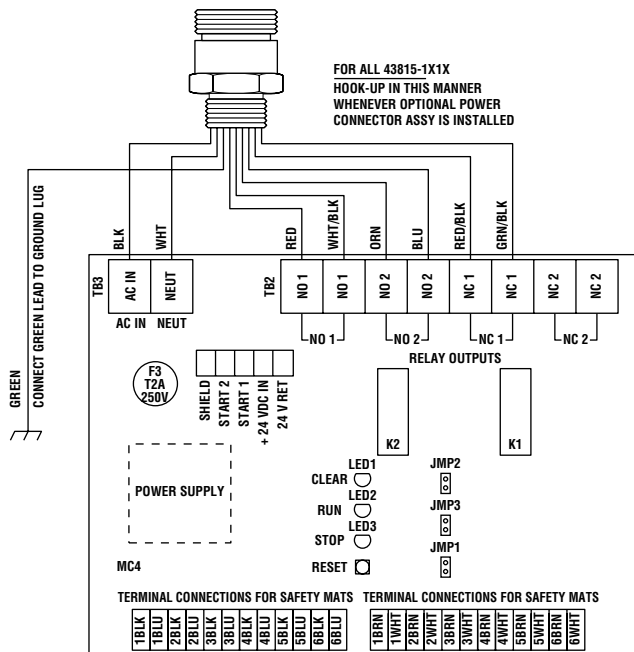 FOR ALL 43815-1X1X
HOOK-UP IN THIS MANNER
WHENEVER OPTIONAL POWER
CONNECTOR ASSY IS INSTALLED
GREEN
CONNECT GREEN LEAD TO GROUND LUG
BLK
WHT
RED
WHT/BLK
ORN
BLU
RED/BLK
GRN/BLK
TB3
AC IN
NEUT
AC IN NEUT
TB2
NO 1
NO 1
NO 2
NO 2
NC 1
NC 1
NC 2
NC 2
NO 1
NO 2
NC 1
NC 2
RELAY OUTPUTS
F3
T2A
250V
SHIELD
START 2
START 1
+ 24 VDC IN
24 V RET
K2
K1
POWER SUPPLY
LED1
CLEAR
LED2
RUN
LED3
STOP
RESET
JMP2
JMP3
JMP1
MC4
TERMINAL CONNECTIONS FOR SAFETY MATS
1BLK
1BLU
2BLK
2BLU
3BLK
3BLU
4BLK
4BLU
5BLK
5BLU
6BLK
6BLU
TERMINAL CONNECTIONS FOR SAFETY MATS
1BRN
1WHT
2BRN
2WHT
3BRN
3WHT
4BRN
4WHT
5BRN
5WHT
6BRN
6WHT